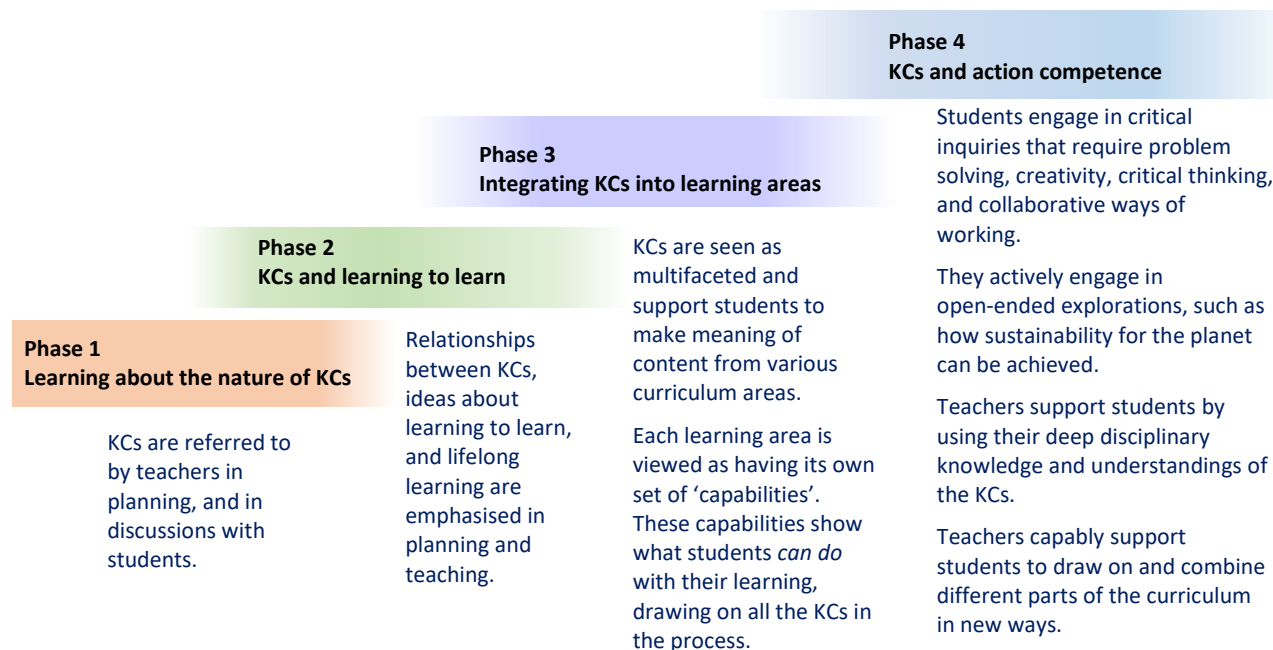 Phase 1
Learning about the nature of KCs
KCs are referred to
by teachers in
planning, and in
discussions with
students.
Phase 2
KCs and learning to learn
Relationships
between KCs,
ideas about
learning to learn,
and lifelong
learning are
emphasised in
planning and
teaching.
Phase 3
Integrating KCs into learning areas
KCs are seen as
multifaceted and
support students to
make meaning of
content from various
curriculum areas.
Each learning area is
viewed as having its own
set of ‘capabilities’.
These capabilities show
what students can do
with their learning,
drawing on all the KCs in
the process.
Phase 4
KCs and action competence
Students engage in critical
inquiries that require problem
solving, creativity, critical thinking,
and collaborative ways of
working.
They actively engage in
open-ended explorations, such as
how sustainability for the planet
can be achieved.
Teachers support students by
using their deep disciplinary
knowledge and understandings of
the KCs.
Teachers capably support
students to draw on and combine
different parts of the curriculum
in new ways.